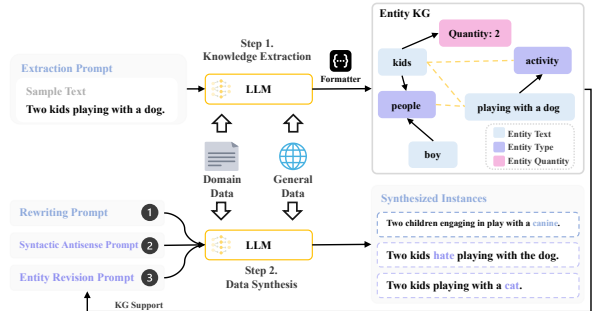 Step 1.
Knowledge Extraction
Extraction Prompt
Sample Text
Two kids playing with a dog.
LLM
{···}
Formatter
Entity KG
Quantity: 2
kids
activity
people
playing with a dog
boy
Entity Text
Entity Type
Entity Quantity
Domain
Data
General
Data
Rewriting Prompt 1
Syntactic Antisense Prompt 2
Entity Revision Prompt 3
LLM
Step 2.
Data Synthesis
KG Support
Synthesized Instances
Two children engaging in play with a canine.
Two kids hate playing with the dog.
Two kids playing with a cat.